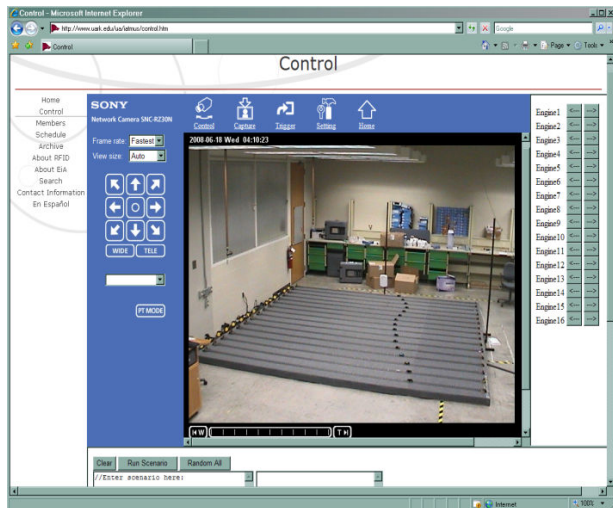 Control - Microsoft Internet Explorer
http://www.uark.edu/ua/iatmus/control.htm
Google
Control
Page
Tools
Control
Home
Control
Members
Schedule
Archive
About RFID
About EiA
Search
Contact Information
En Español
SONY
Network Camera SNC-RZ30N
Control
Capture
Trigger
Setting
Home
Frame rate: Fastest
View size: Auto
2008-06-18 Wed 04:10:23
WIDE
TELE
PT MODE
W
T
Engine1 <--- --->
Engine2 <--- --->
Engine3 <--- --->
Engine4 <--- --->
Engine5 <--- --->
Engine6 <--- --->
Engine7 <--- --->
Engine8 <--- --->
Engine9 <--- --->
Engine10 <--- --->
Engine11 <--- --->
Engine12 <--- --->
Engine13 <--- --->
Engine14 <--- --->
Engine15 <--- --->
Engine16 <--- --->
Clear
Run Scenario
Random All
//Enter scenario here:
Internet
100%